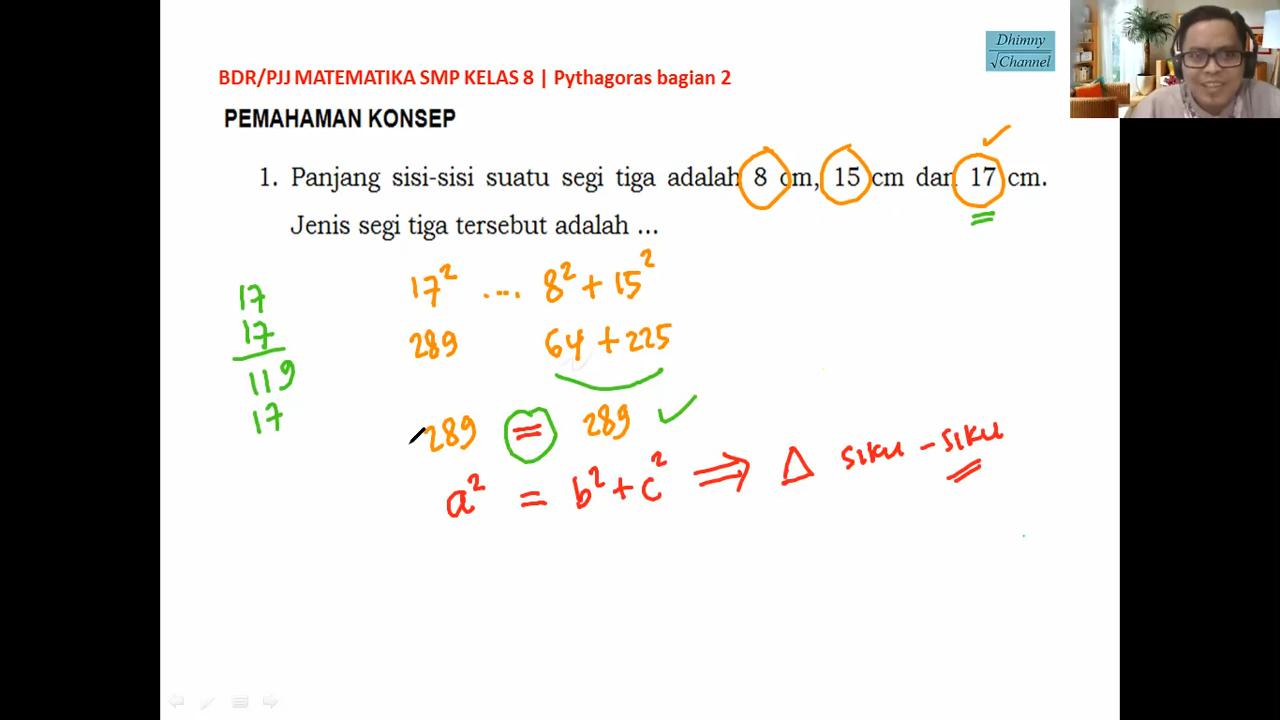 Dhimny
√Channel
BDR/PJJ MATEMATIKA SMP KELAS 8 | Pythagoras bagian 2
PEMAHAMAN KONSEP
1. Panjang sisi-sisi suatu segi tiga adalah 8 cm, 15 cm dan 17 cm.
Jenis segi tiga tersebut adalah ...
17² ... 8² + 15²
289 64 + 225
289 = 289 ✓
a² = b² + c² ⇒ Δ siku - siku
17
17
119
17